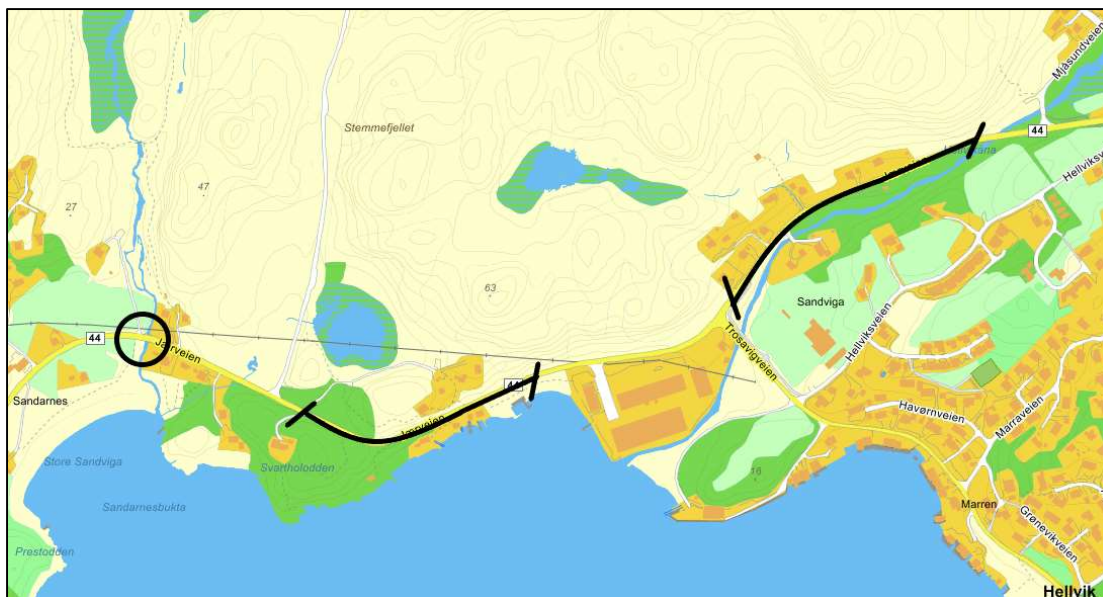 Mjåsundveien
Stemmefjellet
44
Hellviksveien
47
27
63
Sandviga
44
Jærveien
Trosavigveien
Hellviksveien
Sandarnes
44
Havørnveien
Marraveien
Jærveien
Store Sandviga
Svartholodden
16
Sandarnesbukta
Marren
Grønevikveien
Prestodden
Hellvik